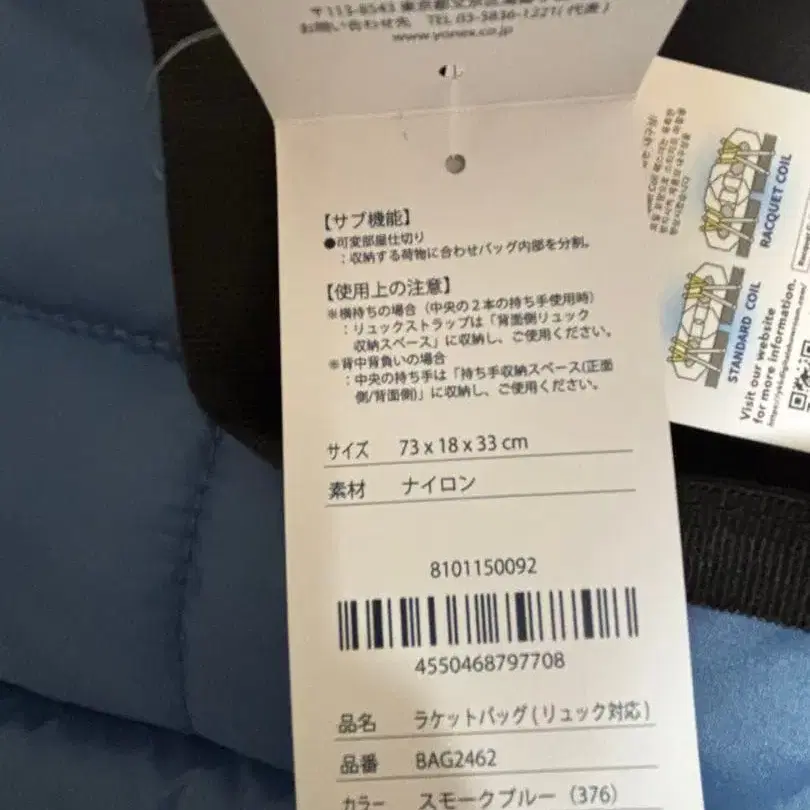 〒113-8543 東京都文京区湯島
お問い合わせ先 TEL 03-5836-1221(代表)
www.yonex.co.jp
【サブ機能】
●可変部屋仕切り
：収納する荷物に合わせバッグ内部を分割。
【使用上の注意】
※横持ちの場合（中央の２本の持ち手使用時）
：リュックストラップは「背面側リュック
収納スペース」に収納し、ご使用ください。
※背中背負いの場合
：中央の持ち手は「持ち手収納スペース(正面
側/背面側)」に収納し、ご使用ください。
サイズ 73 x 18 x 33 cm
素材 ナイロン
8101150092
4550468797708
品名 ラケットバッグ(リュック対応)
品番 BAG2462
カラー スモークブルー（376）
RACQUET COIL
STANDARD COIL
Visit our website
for more information.